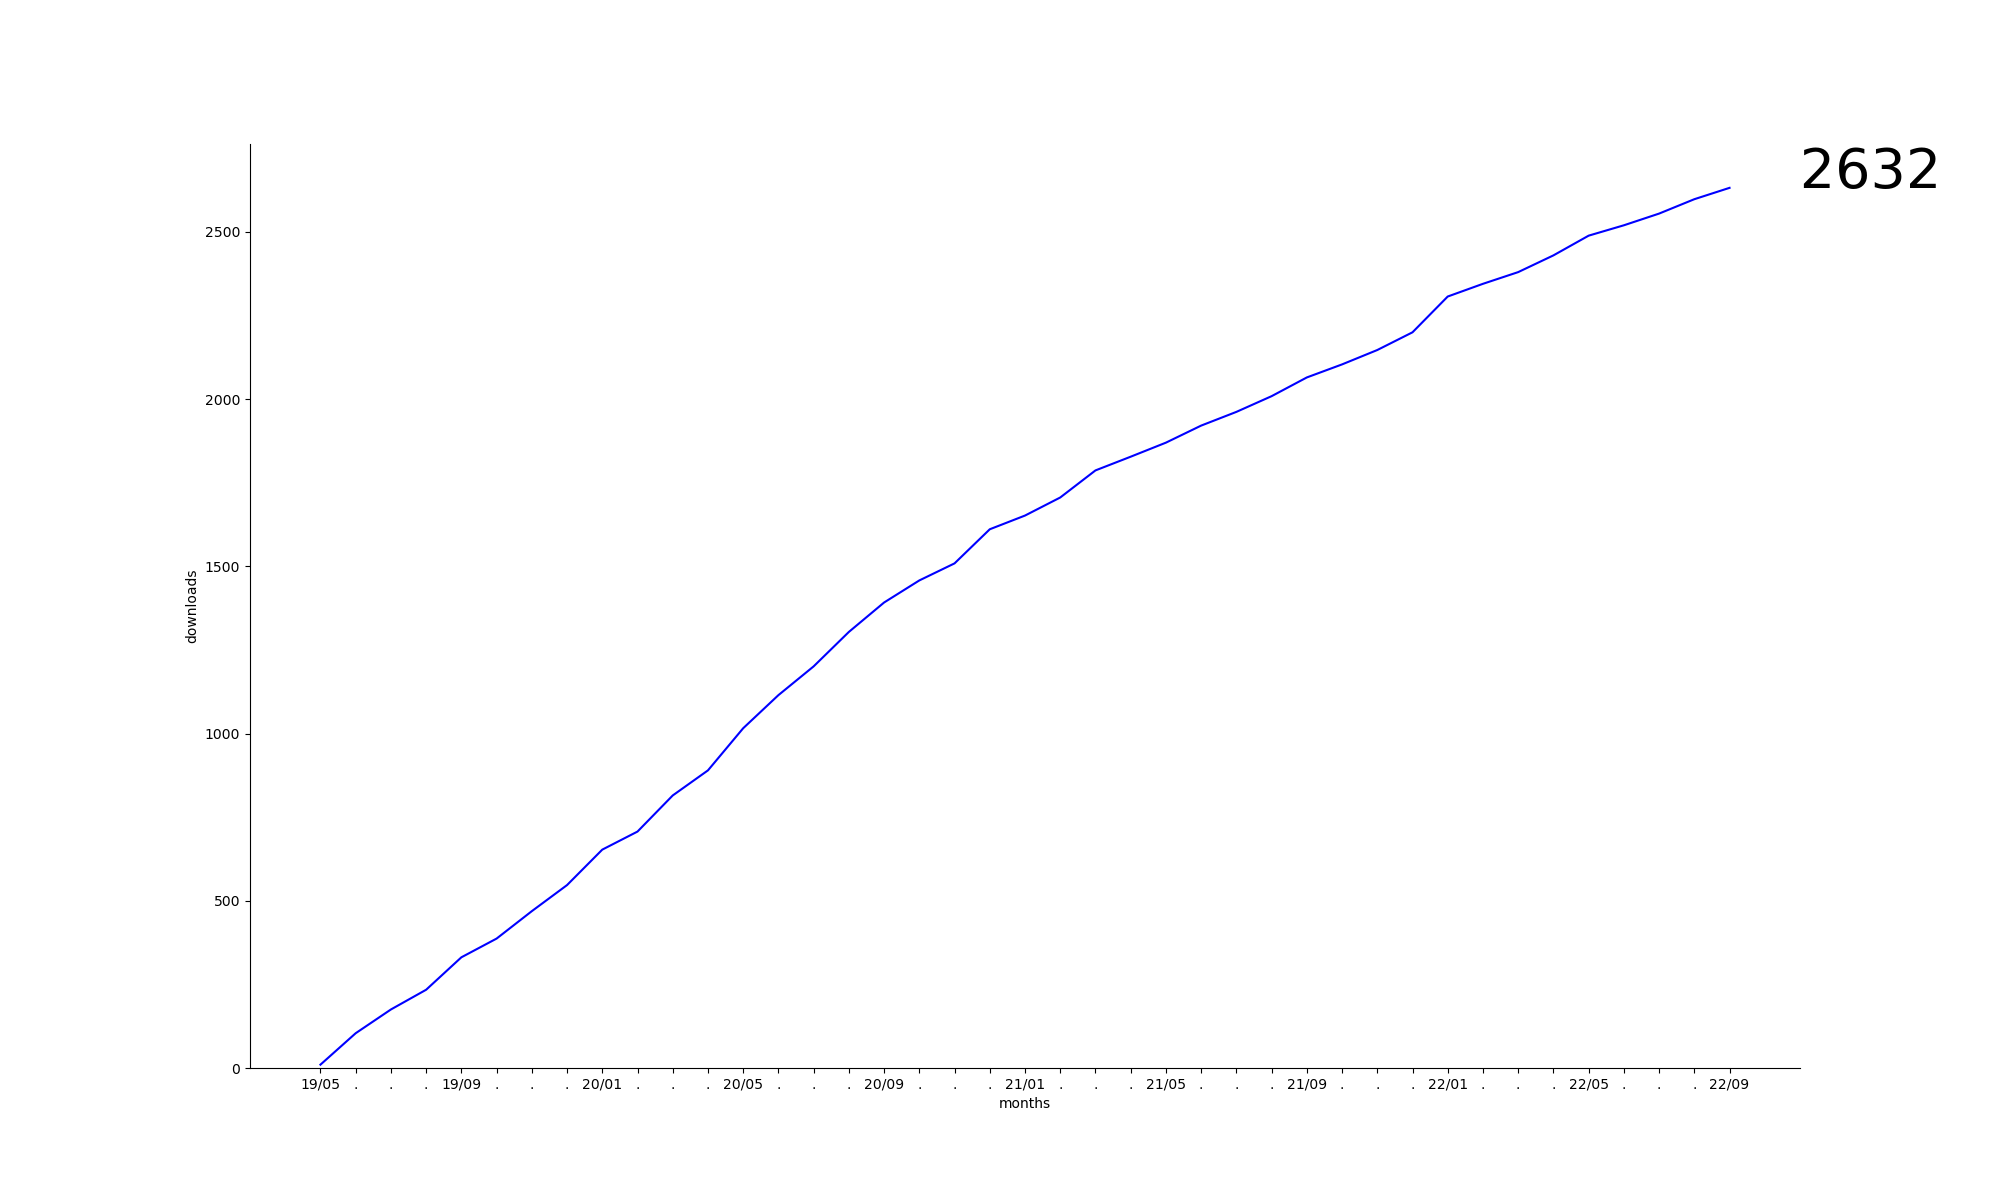 2632
2500
2000
1500
1000
500
0
downloads
19/05 . . . 19/09 . . . 20/01 . . . 20/05 . . . 20/09 . . . 21/01 . . . 21/05 . . . 21/09 . . . 22/01 . . . 22/05 . . . 22/09
months